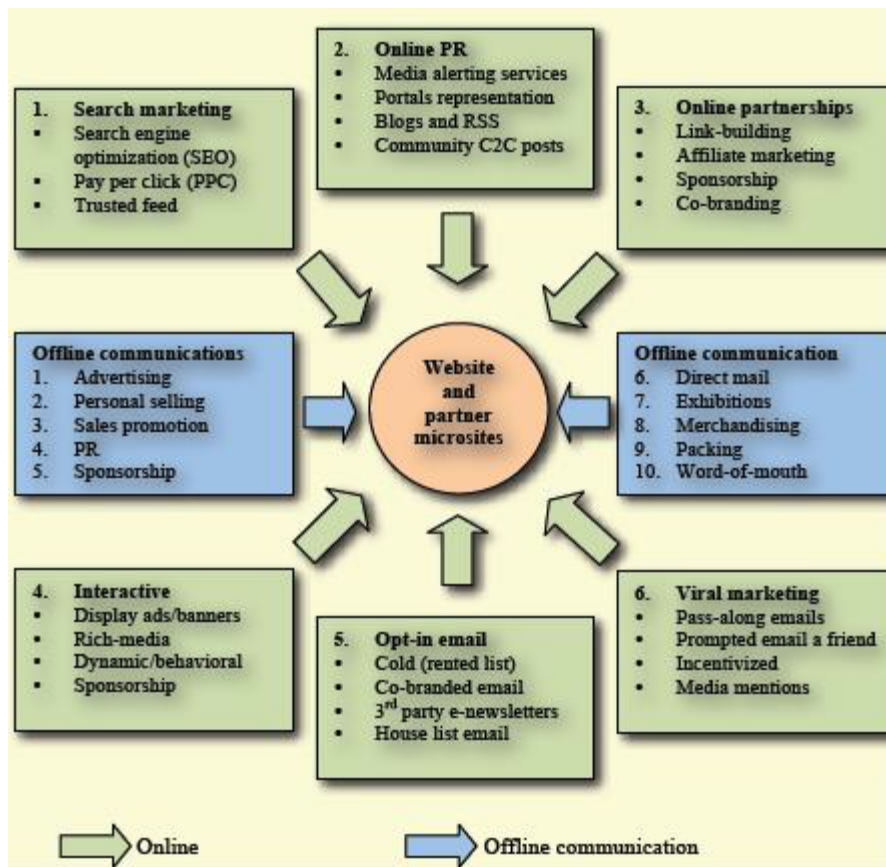 1. Search marketing
• Search engine
optimization (SEO)
• Pay per click (PPC)
• Trusted feed
2. Online PR
• Media alerting services
• Portals representation
• Blogs and RSS
• Community C2C posts
3. Online partnerships
• Link-building
• Affiliate marketing
• Sponsorship
• Co-branding
Offline communications
1. Advertising
2. Personal selling
3. Sales promotion
4. PR
5. Sponsorship
Website
and
partner
microsites
Offline communication
6. Direct mail
7. Exhibitions
8. Merchandising
9. Packing
10. Word-of-mouth
4. Interactive
• Display ads/banners
• Rich-media
• Dynamic/behavioral
• Sponsorship
5. Opt-in email
• Cold (rented list)
• Co-branded email
• 3rd party e-newsletters
• House list email
6. Viral marketing
• Pass-along emails
• Prompted email a friend
• Incentivized
• Media mentions
Online
Offline communication